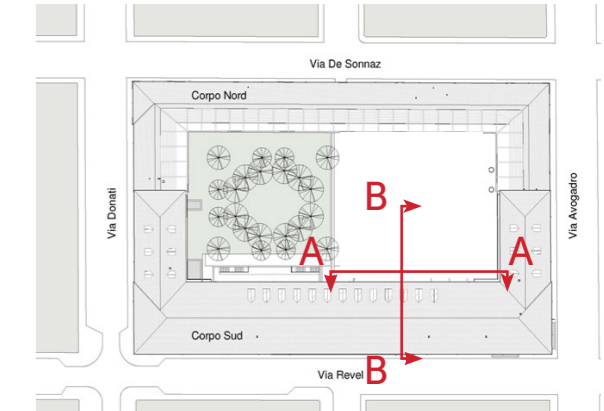 Via De Sonnaz
Corpo Nord
Via Donati
Via Avogadro
B
A
A
Corpo Sud
Via Revel
B